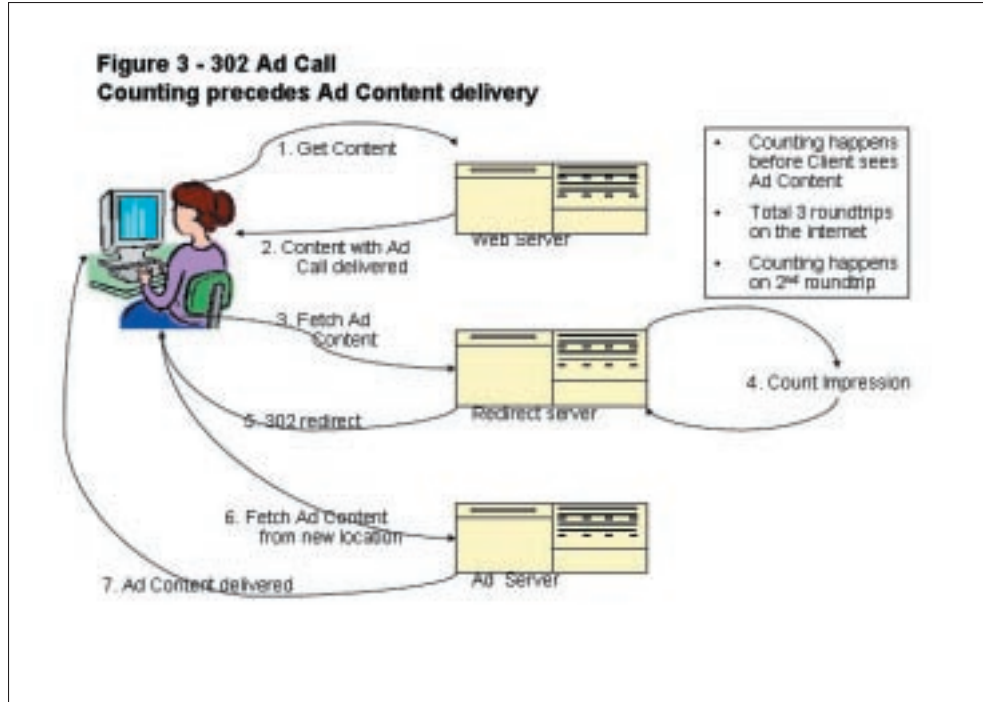 Figure 3 - 302 Ad Call
Counting precedes Ad Content delivery
1. Get Content
Web Server
2. Content with Ad
Call delivered
• Counting happens
before Client sees
Ad Content
• Total 3 roundtrips
on the internet
• Counting happens
on 2nd roundtrip
3. Fetch Ad
Content
Redirect server
4. Count Impression
5. 302 redirect
6. Fetch Ad Content
from new location
Ad Server
7. Ad Content delivered